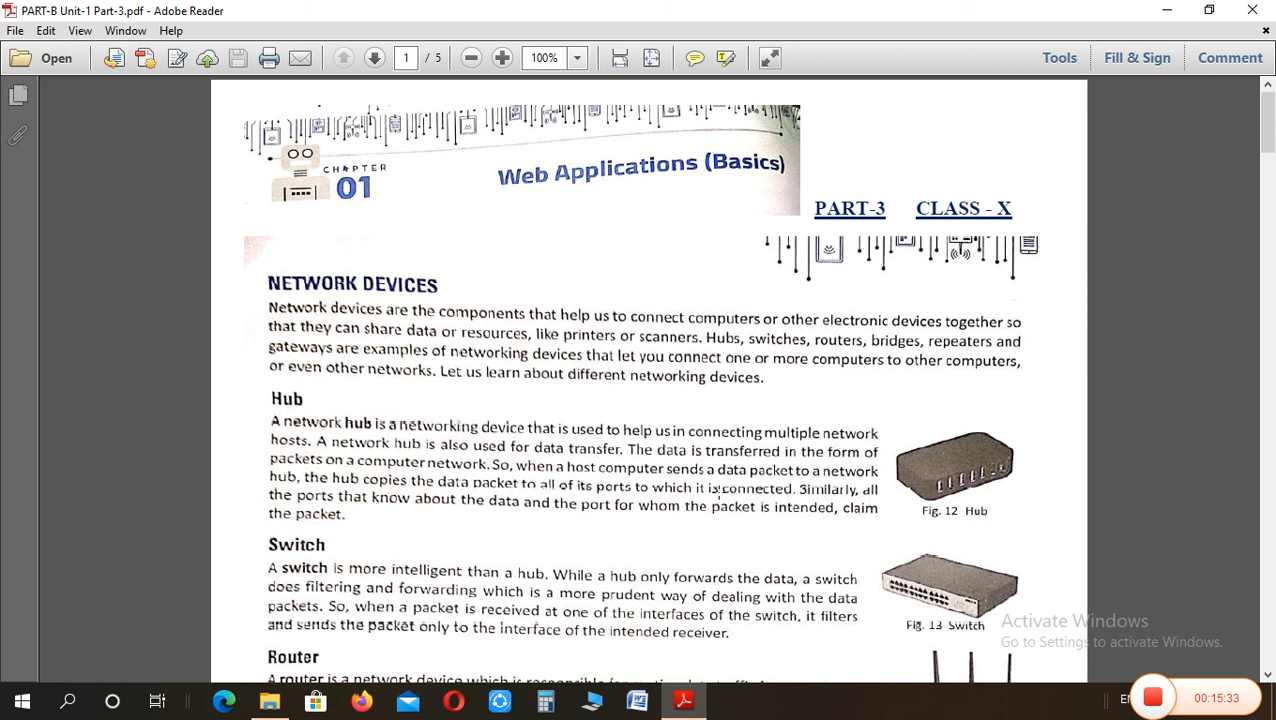 PART-B Unit-1 Part-3.pdf - Adobe Reader
File Edit View Window Help
Open 1 / 5 100% Tools Fill & Sign Comment
CHAPTER
01
Web Applications (Basics)
PART-3 CLASS - X
NETWORK DEVICES
Network devices are the components that help us to connect computers or other electronic devices together so
that they can share data or resources, like printers or scanners. Hubs, switches, routers, bridges, repeaters and
gateways are examples of networking devices that let you connect one or more computers to other computers,
or even other networks. Let us learn about different networking devices.
Hub
A network hub is a networking device that is used to help us in connecting multiple network
hosts. A network hub is also used for data transfer. The data is transferred in the form of
packets on a computer network. So, when a host computer sends a data packet to a network
hub, the hub copies the data packet to all of its ports to which it is connected. Similarly, all
the ports that know about the data and the port for whom the packet is intended, claim
the packet.
Fig. 12 Hub
Switch
A switch is more intelligent than a hub. While a hub only forwards the data, a switch
does filtering and forwarding which is a more prudent way of dealing with the data
packets. So, when a packet is received at one of the interfaces of the switch, it filters
and sends the packet only to the interface of the intended receiver.
Fig. 13 Switch
Activate Windows
Go to Settings to activate Windows.
Router
A router is a network device which is responsible for
00:15:33